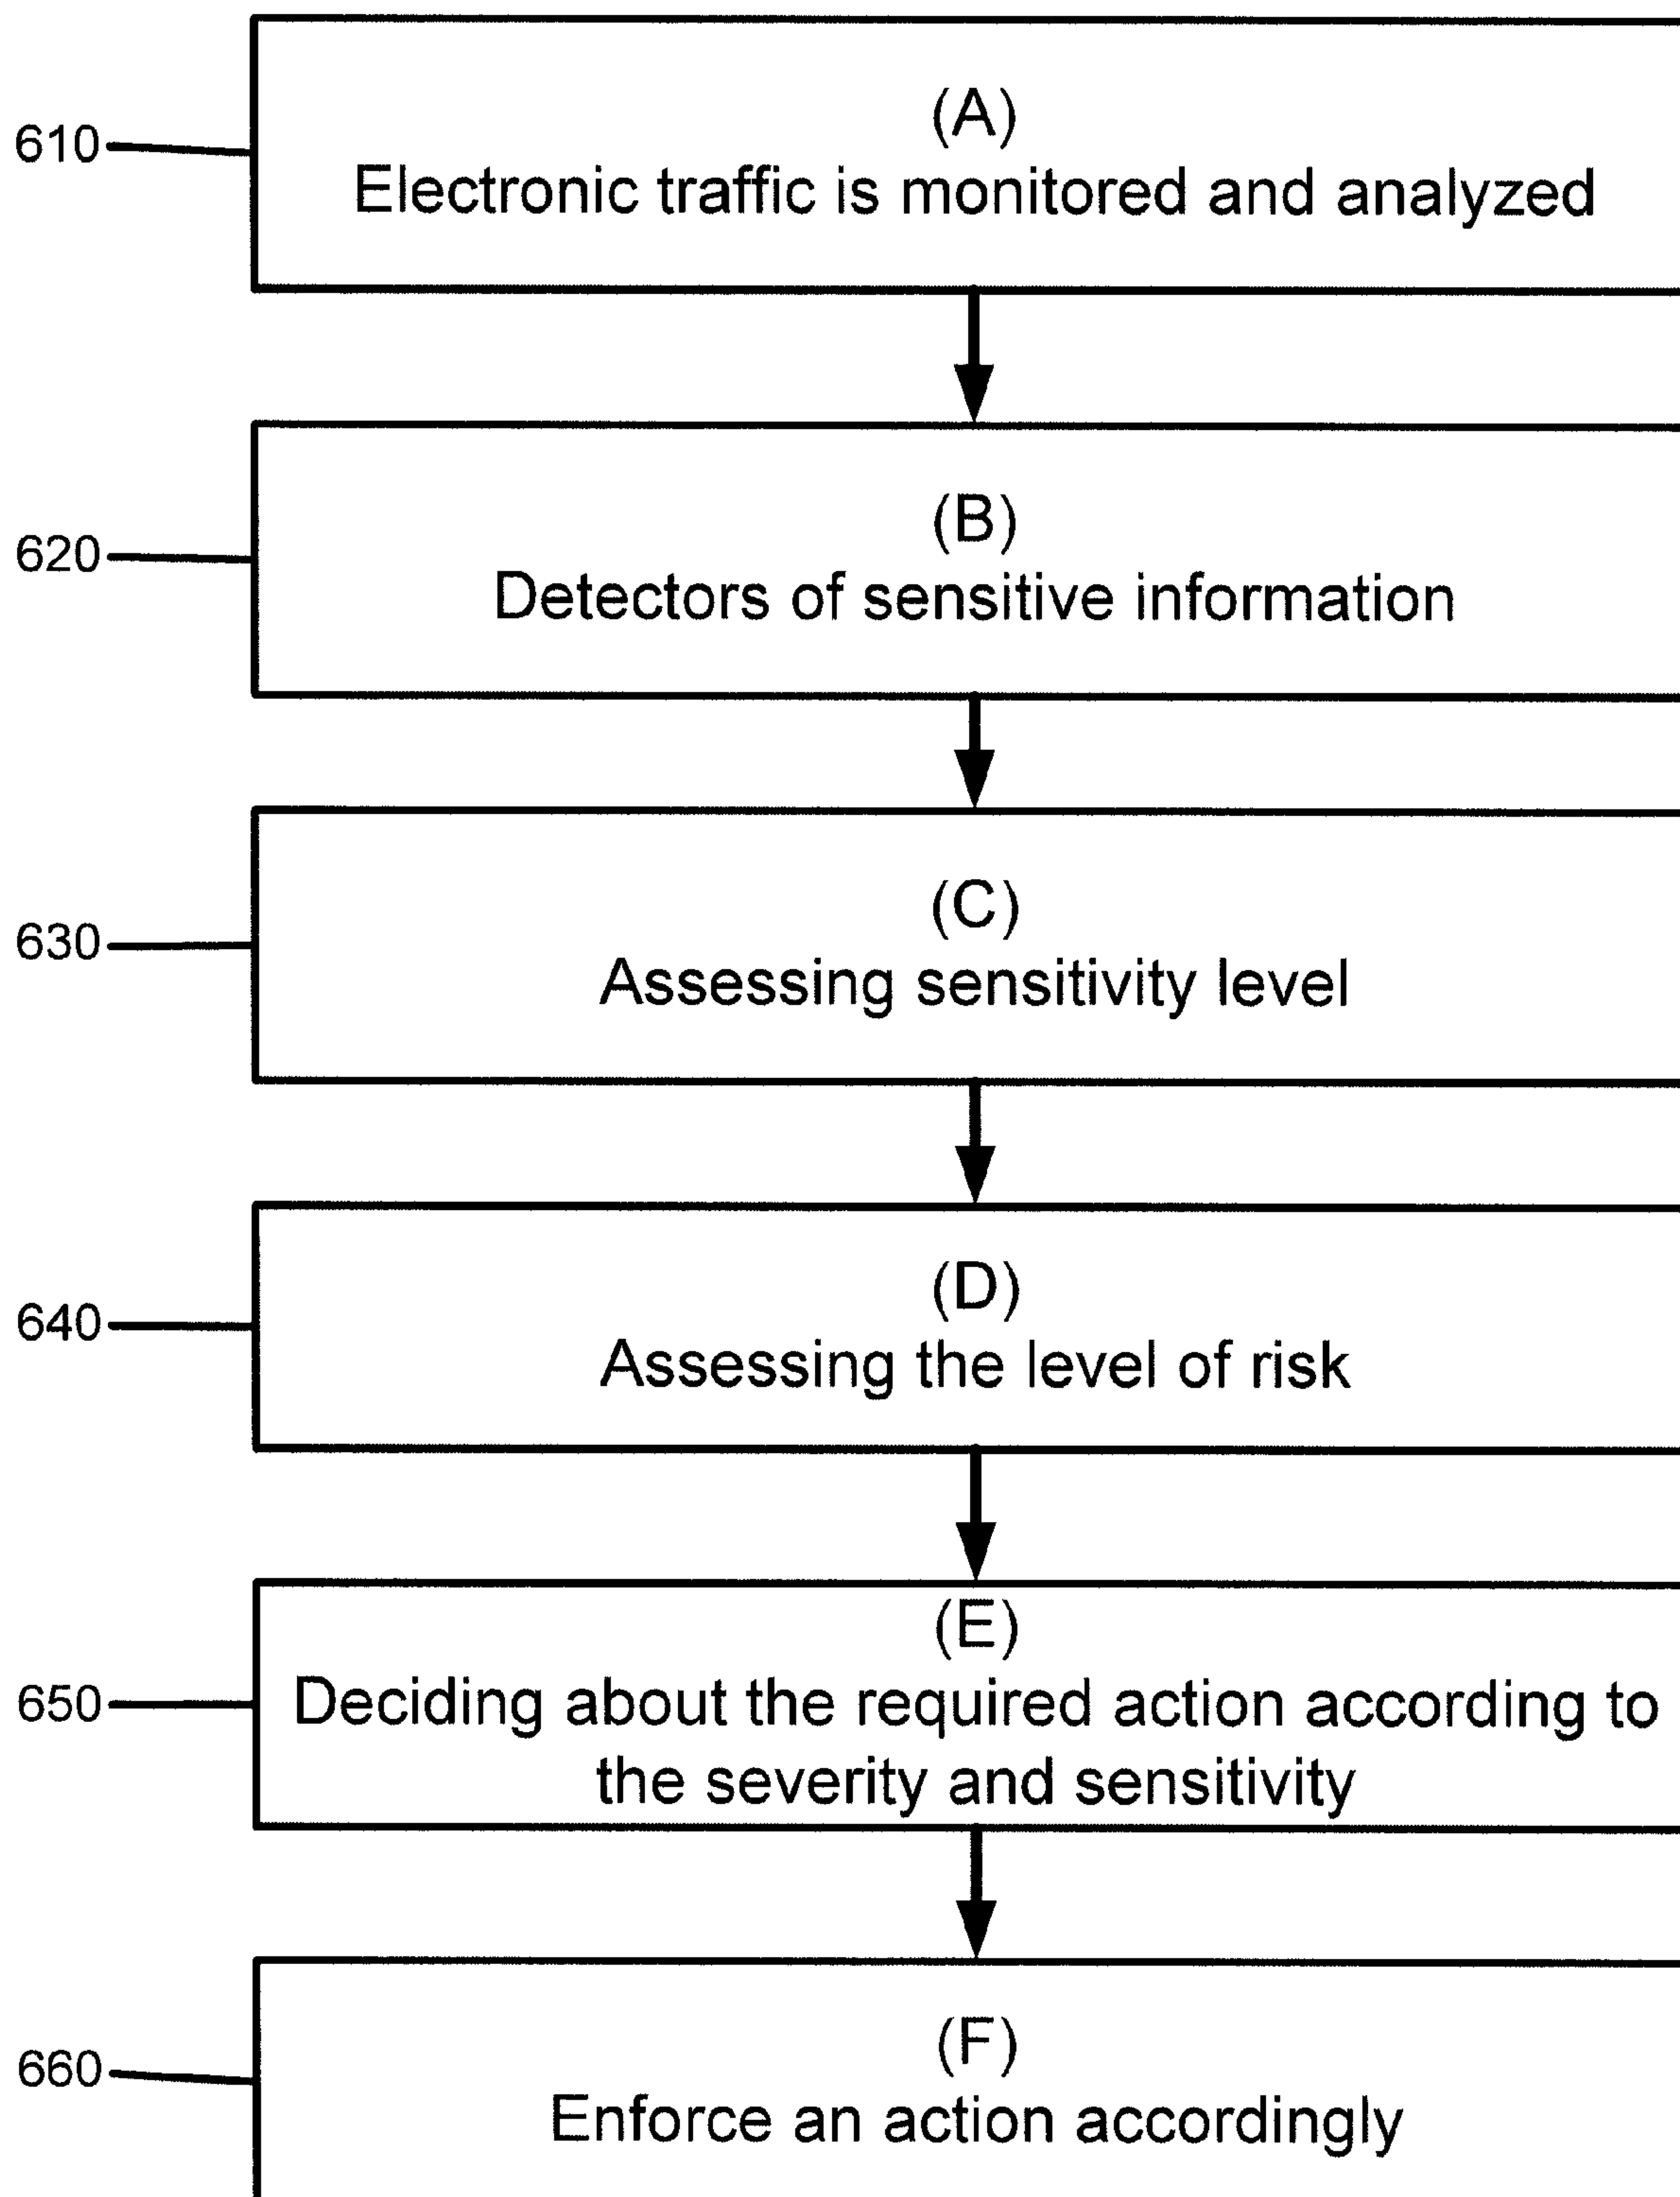 610
(A)
Electronic traffic is monitored and analyzed
620
(B)
Detectors of sensitive information
630
(C)
Assessing sensitivity level
640
(D)
Assessing the level of risk
650
(E)
Deciding about the required action according to
the severity and sensitivity
660
(F)
Enforce an action accordingly